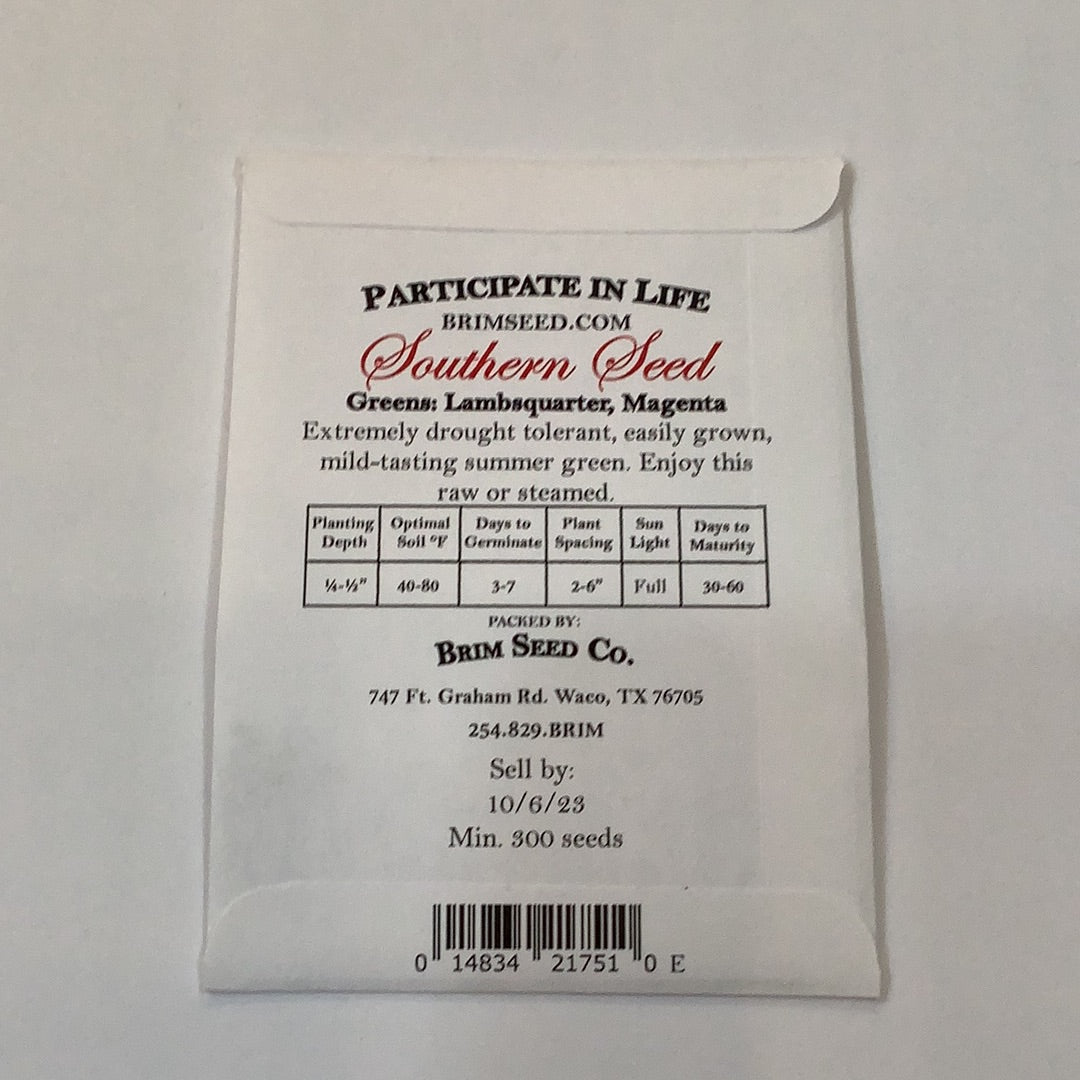 PARTICIPATE IN LIFE
BRIMSEED.COM
Southern Seed
Greens: Lambsquarter, Magenta
Extremely drought tolerant, easily grown,
mild-tasting summer green. Enjoy this
raw or steamed.
Planting Depth Optimal Soil °F Days to Germinate Plant Spacing Sun Light Days to Maturity
¼-½" 40-80 3-7 2-6" Full 30-60
PACKED BY:
BRIM SEED CO.
747 Ft. Graham Rd. Waco, TX 76705
254.829.BRIM
Sell by:
10/6/23
Min. 300 seeds
0 14834 21751 0 E